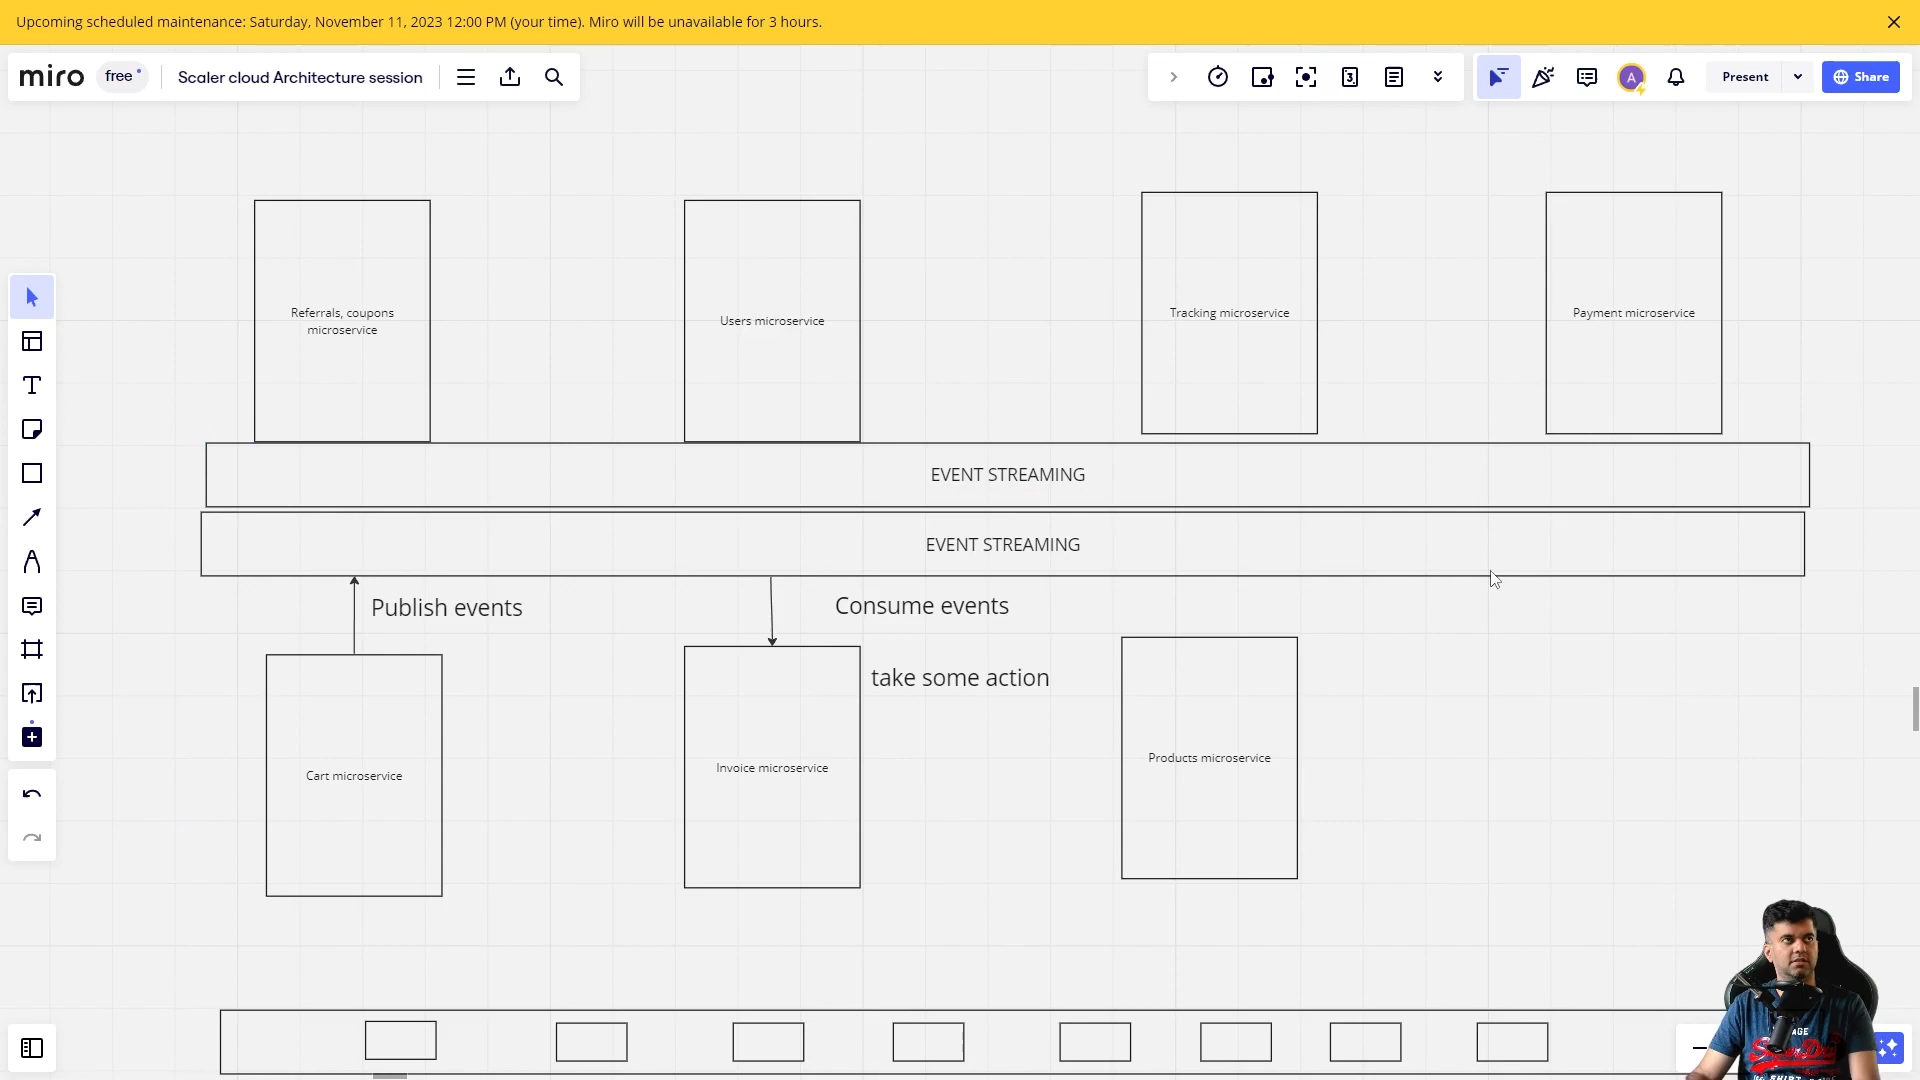 Upcoming scheduled maintenance: Saturday, November 11, 2023 12:00 PM (your time). Miro will be unavailable for 3 hours.
miro free Scaler cloud Architecture session
3
A
Present
Share
Referrals, coupons
microservice
Users microservice
Tracking microservice
Payment microservice
EVENT STREAMING
EVENT STREAMING
Publish events
Consume events
take some action
Cart microservice
Invoice microservice
Products microservice